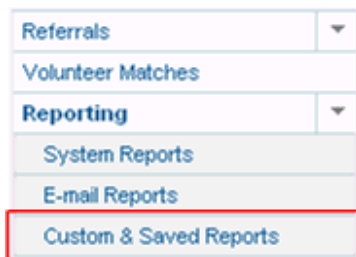 Referrals
Volunteer Matches
Reporting
System Reports
E-mail Reports
Custom & Saved Reports